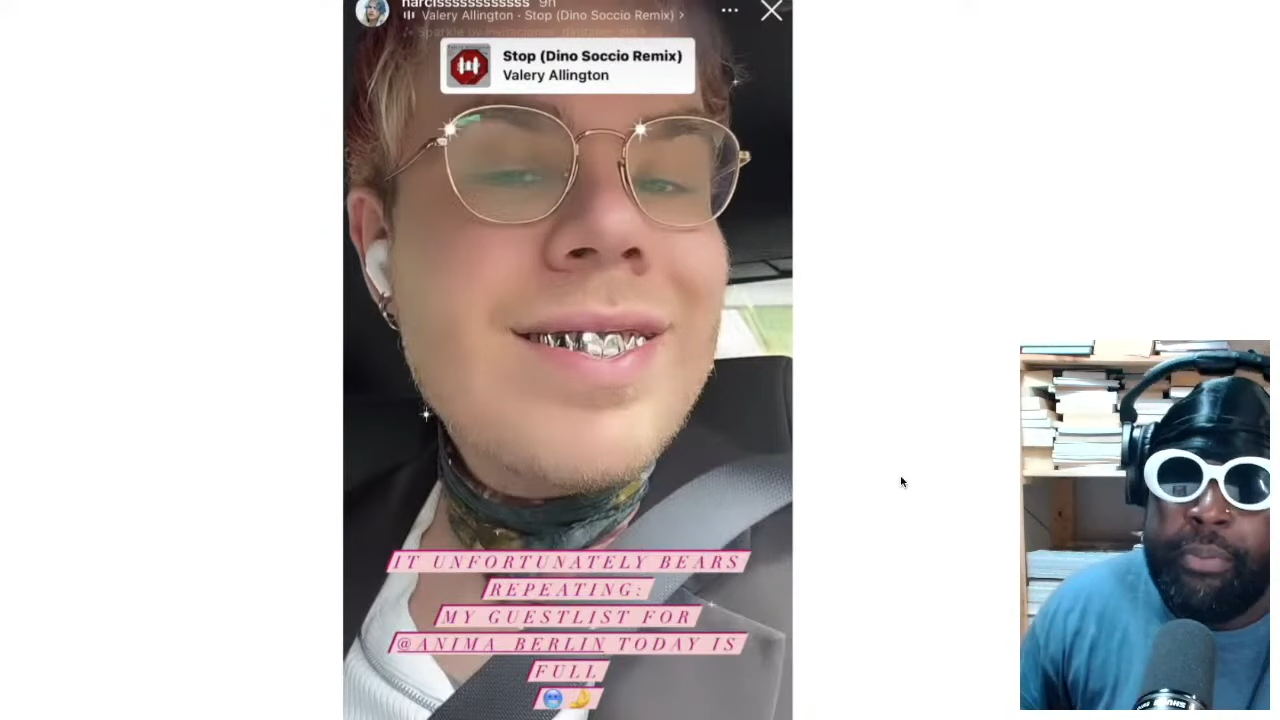 narcisssssssssss 9h
Valery Allington · Stop (Dino Soccio Remix) >
Stop (Dino Soccio Remix)
Valery Allington
IT UNFORTUNATELY BEARS
REPEATING:
MY GUESTLIST FOR
@ANIMA_BERLIN TODAY IS
FULL